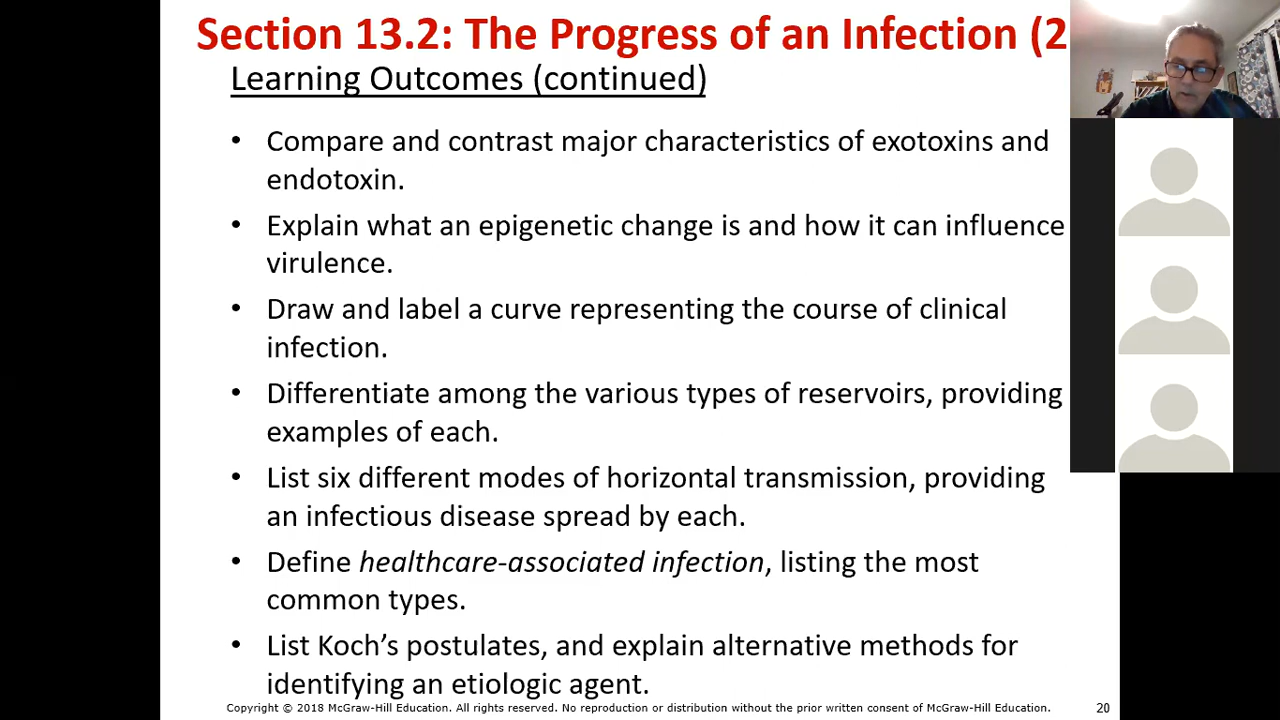 Section 13.2: The Progress of an Infection (2
Learning Outcomes (continued)
• Compare and contrast major characteristics of exotoxins and
endotoxin.
• Explain what an epigenetic change is and how it can influence
virulence.
• Draw and label a curve representing the course of clinical
infection.
• Differentiate among the various types of reservoirs, providing
examples of each.
• List six different modes of horizontal transmission, providing
an infectious disease spread by each.
• Define healthcare-associated infection, listing the most
common types.
• List Koch’s postulates, and explain alternative methods for
identifying an etiologic agent.
Copyright © 2018 McGraw-Hill Education. All rights reserved. No reproduction or distribution without the prior written consent of McGraw-Hill Education.
20